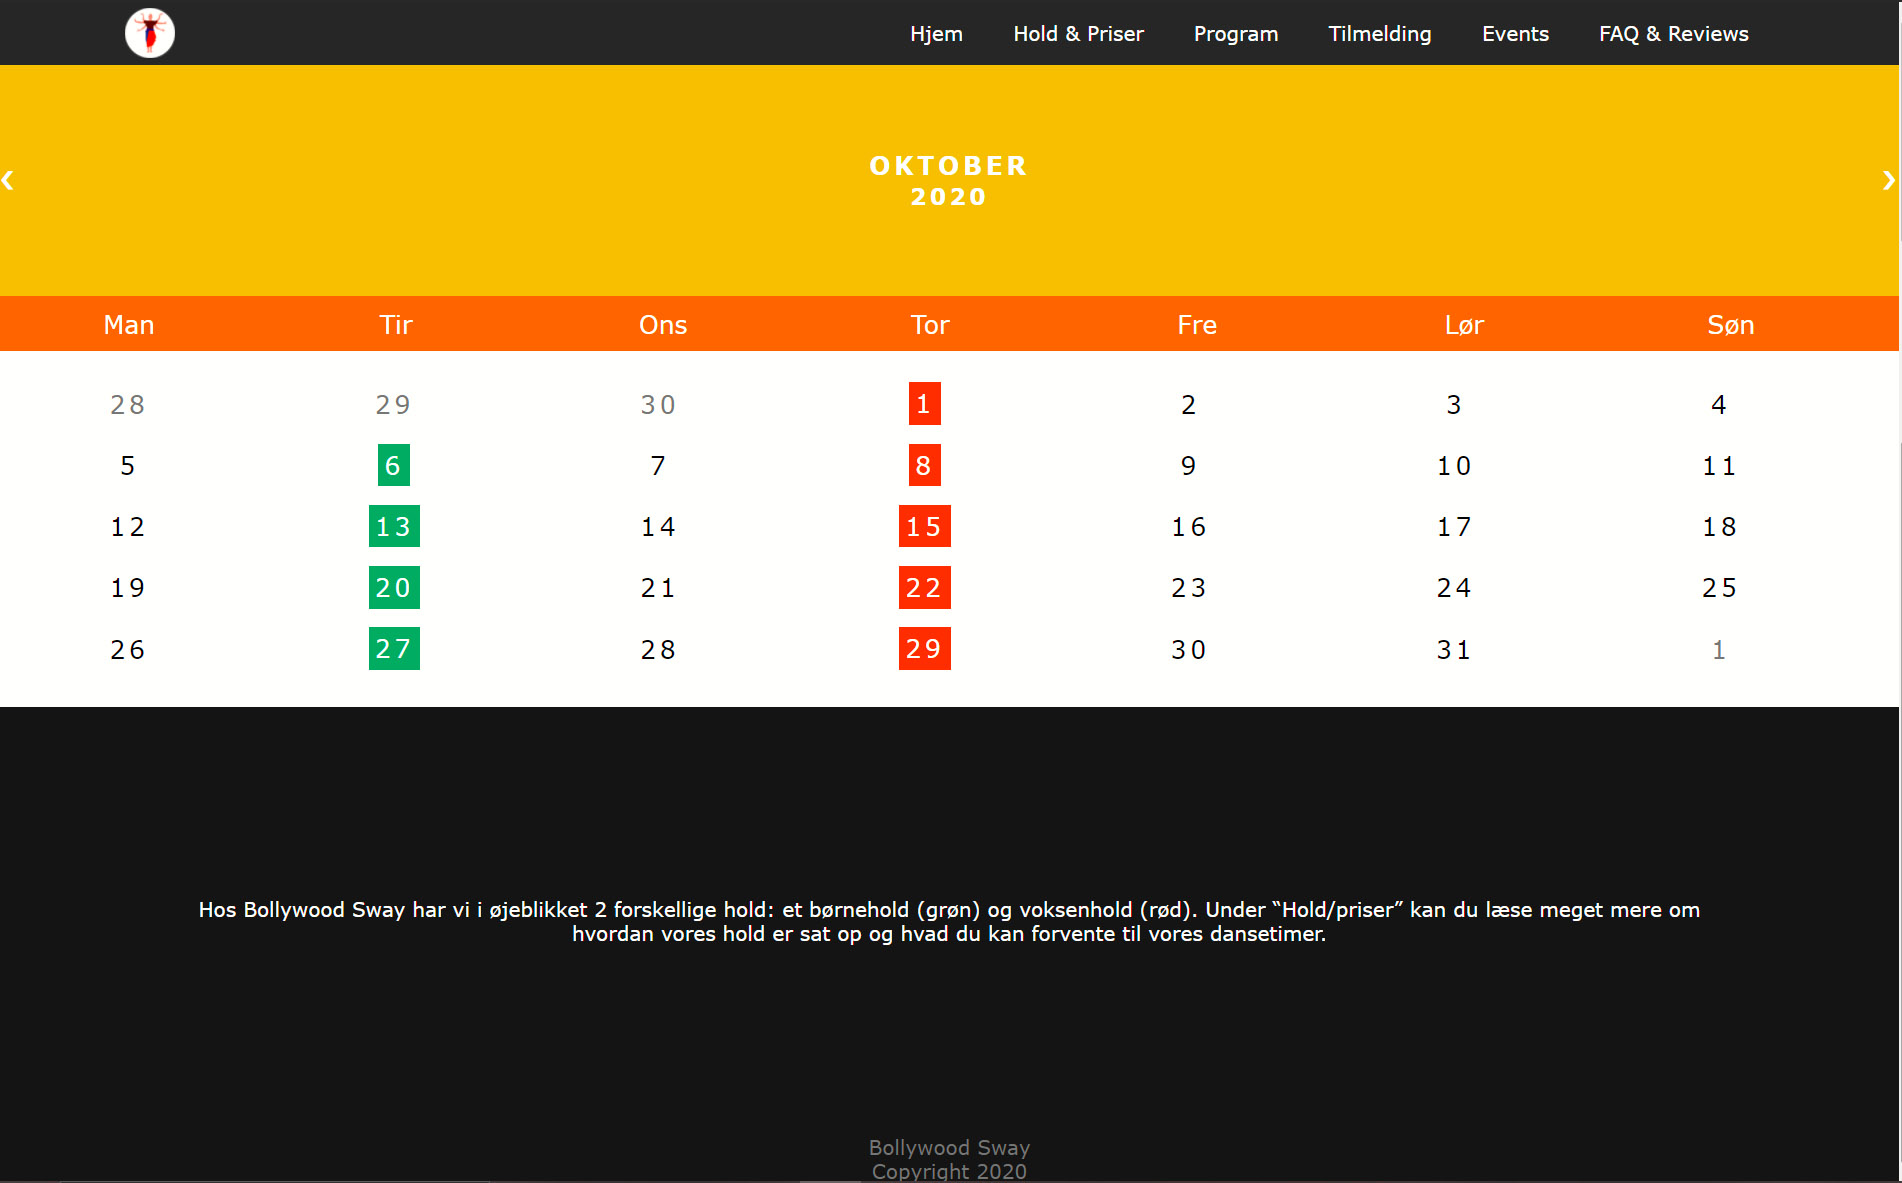 Hjem Hold & Priser Program Tilmelding Events FAQ & Reviews
‹ ›
OKTOBER
2020
Man Tir Ons Tor Fre Lør Søn
28 29 30 1 2 3 4
5 6 7 8 9 10 11
12 13 14 15 16 17 18
19 20 21 22 23 24 25
26 27 28 29 30 31 1
Hos Bollywood Sway har vi i øjeblikket 2 forskellige hold: et børnehold (grøn) og voksenhold (rød). Under “Hold/priser” kan du læse meget mere om
hvordan vores hold er sat op og hvad du kan forvente til vores dansetimer.
Bollywood Sway
Copyright 2020